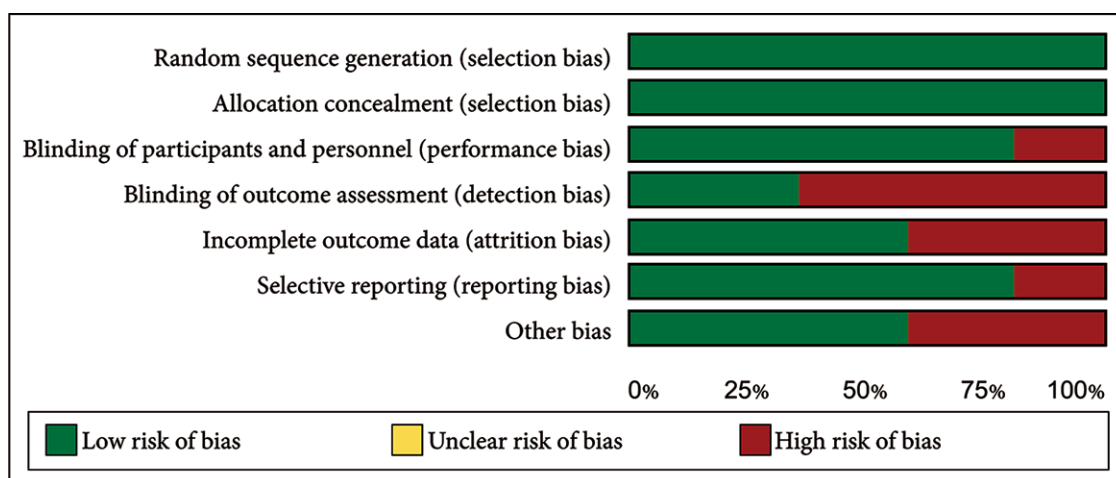 Random sequence generation (selection bias)
Allocation concealment (selection bias)
Blinding of participants and personnel (performance bias)
Blinding of outcome assessment (detection bias)
Incomplete outcome data (attrition bias)
Selective reporting (reporting bias)
Other bias
0% 25% 50% 75% 100%
Low risk of bias Unclear risk of bias High risk of bias